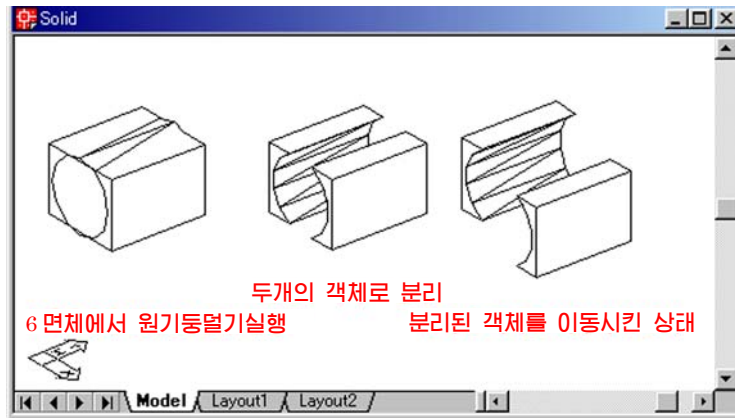 Solid
두개의 객체로 분리
6면체에서 원기둥덜기실행
분리된 객체를 이동시킨 상태
Model Layout1 Layout2